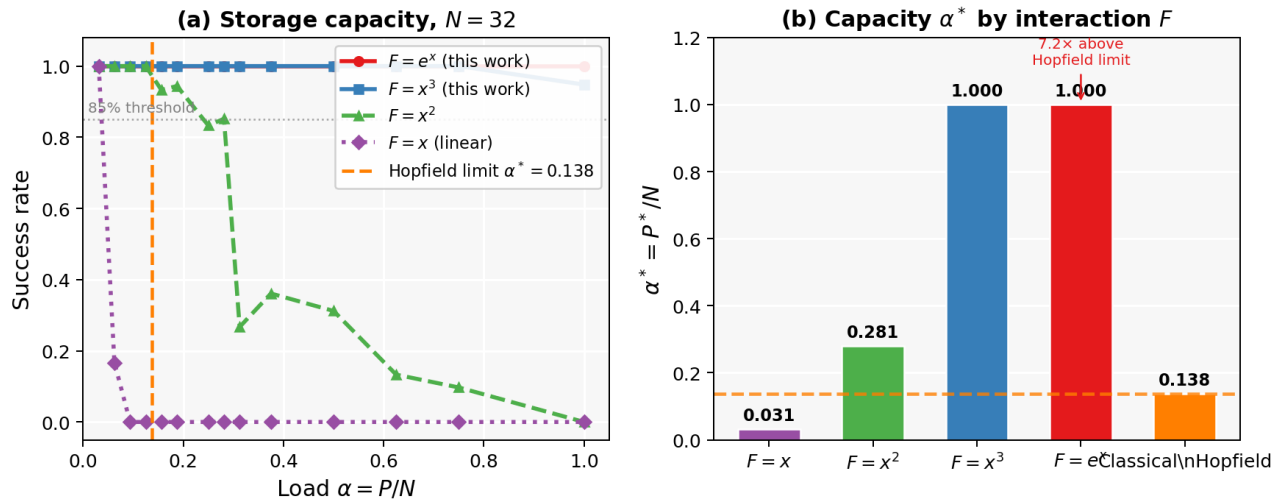 (a) Storage capacity, N = 32
1.0
0.8
0.6
0.4
0.2
0.0
Success rate
85% threshold
F = e^x (this work)
F = x^3 (this work)
F = x^2
F = x (linear)
Hopfield limit α* = 0.138
0.0 0.2 0.4 0.6 0.8 1.0
Load α = P/N
(b) Capacity α* by interaction F
1.2
1.0
0.8
0.6
0.4
0.2
0.0
α* = P*/N
7.2× above
Hopfield limit
0.031
0.281
1.000
1.000
0.138
F = x
F = x^2
F = x^3
F = e^x
Classical\nHopfield